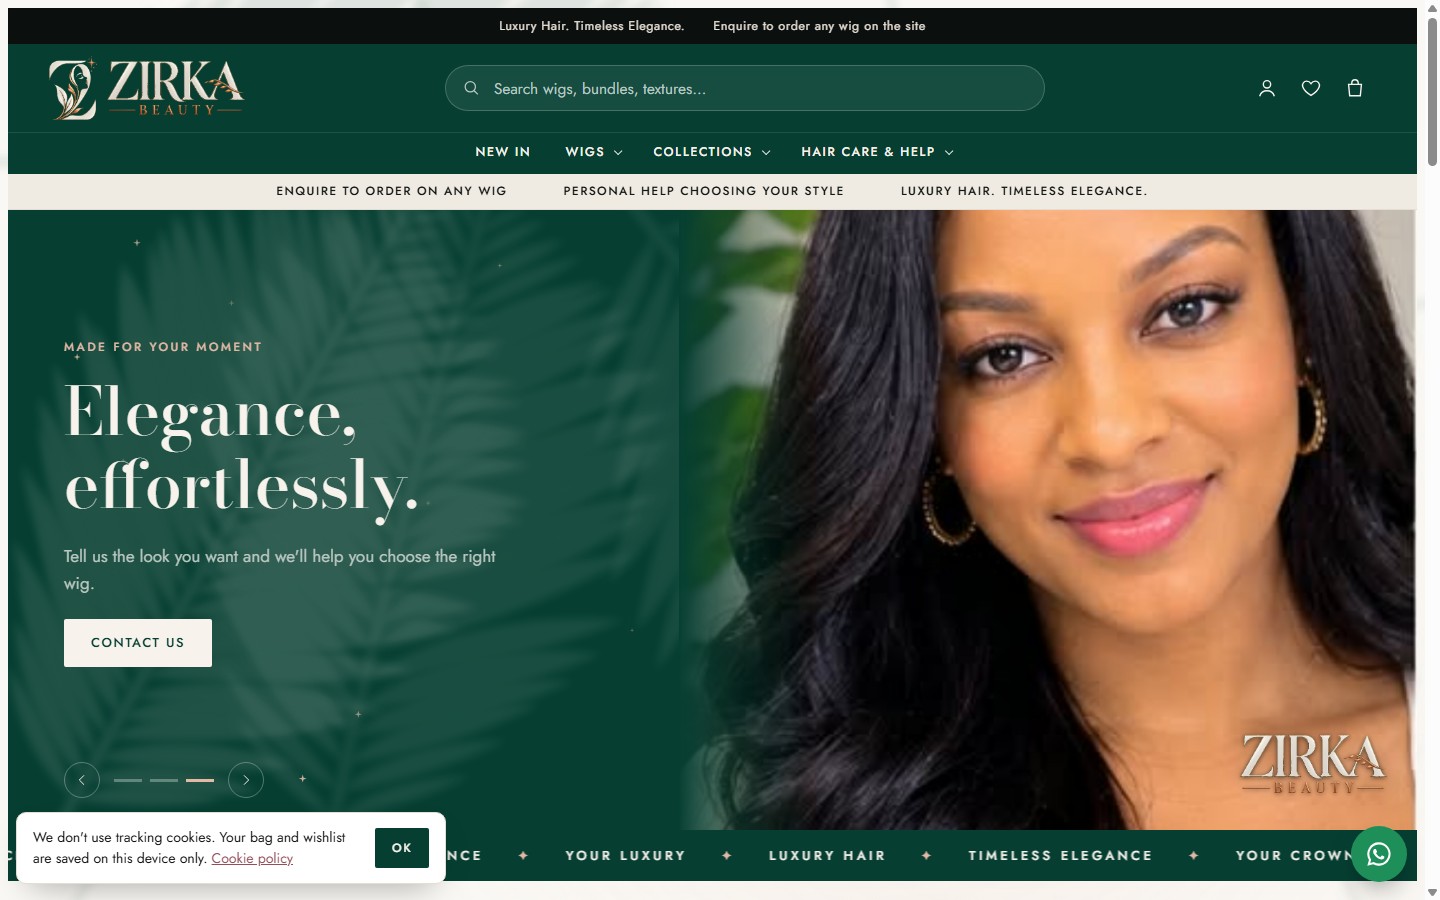 Luxury Hair. Timeless Elegance. Enquire to order any wig on the site
ZIRKA
BEAUTY
Search wigs, bundles, textures...
NEW IN WIGS COLLECTIONS HAIR CARE & HELP
ENQUIRE TO ORDER ON ANY WIG PERSONAL HELP CHOOSING YOUR STYLE LUXURY HAIR. TIMELESS ELEGANCE.
MADE FOR YOUR MOMENT
Elegance,
effortlessly.
Tell us the look you want and we'll help you choose the right
wig.
CONTACT US
ZIRKA
BEAUTY
We don't use tracking cookies. Your bag and wishlist
are saved on this device only. Cookie policy
OK
YOUR LUXURY ✦ LUXURY HAIR ✦ TIMELESS ELEGANCE ✦ YOUR CROWN